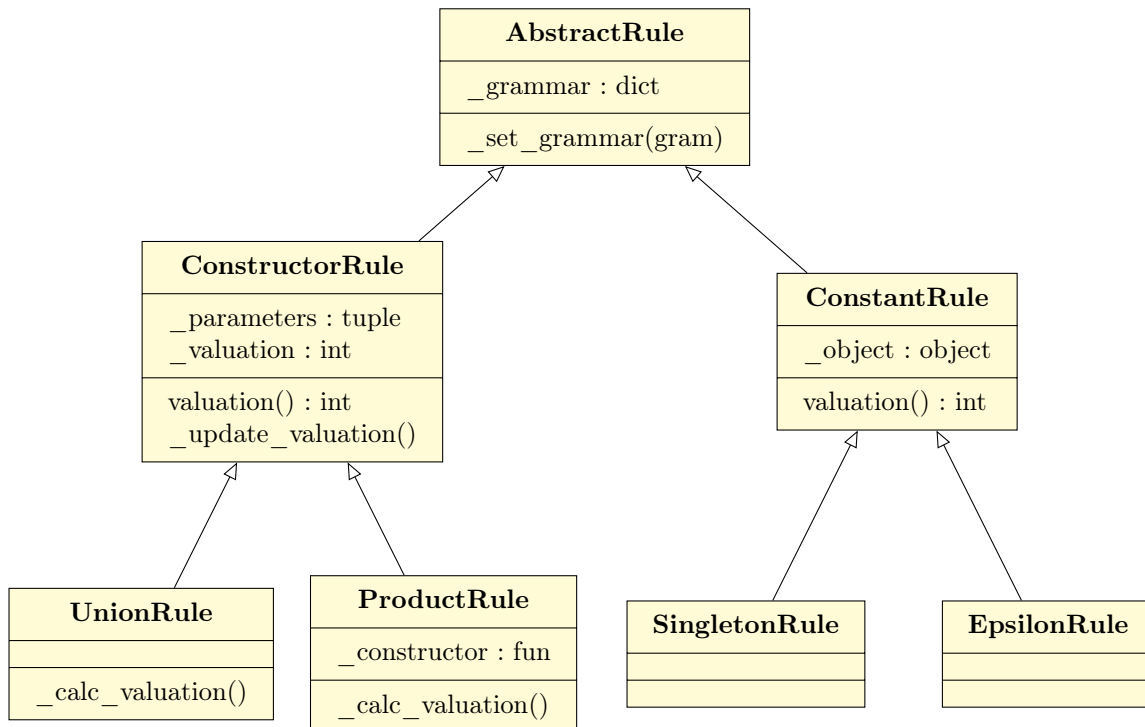 AbstractRule
_grammar : dict
_set_grammar(gram)
ConstructorRule
_parameters : tuple
_valuation : int
valuation() : int
_update_valuation()
ConstantRule
_object : object
valuation() : int
UnionRule
_calc_valuation()
ProductRule
_constructor : fun
_calc_valuation()
SingletonRule
EpsilonRule